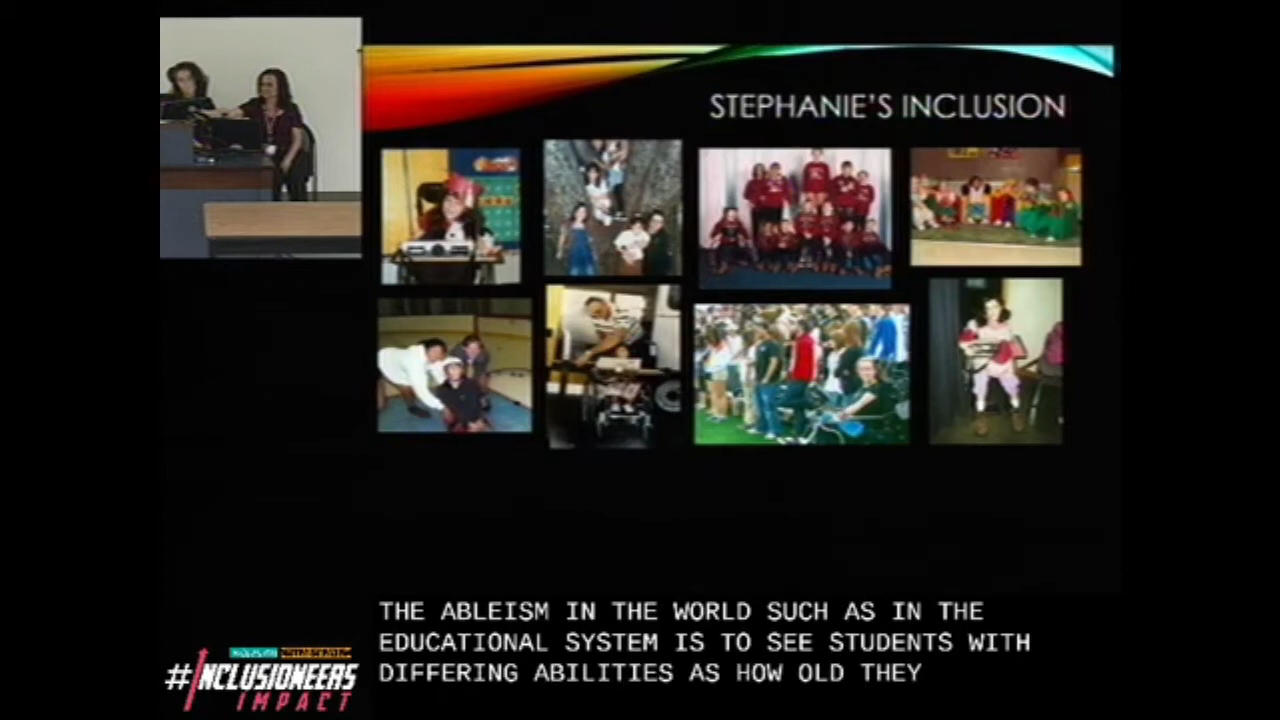 STEPHANIE'S INCLUSION
THE ABLEISM IN THE WORLD SUCH AS IN THE
EDUCATIONAL SYSTEM IS TO SEE STUDENTS WITH
DIFFERING ABILITIES AS HOW OLD THEY
#INCLUSIONEERS
IMPACT